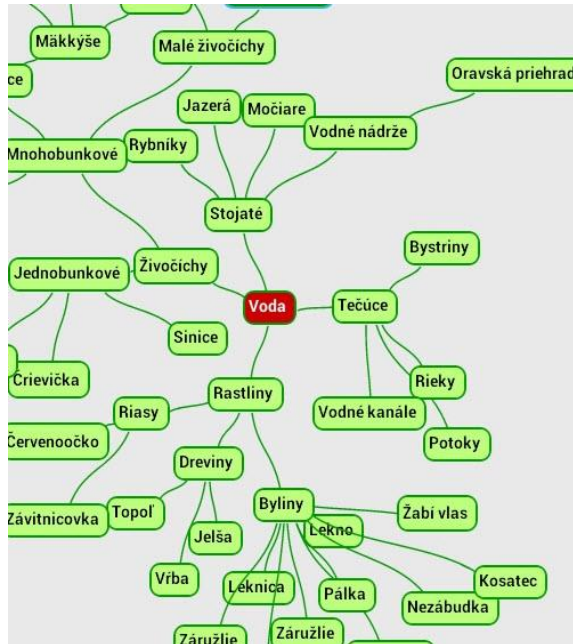 Mäkkýše
Malé živočíchy
Oravská priehrad
ce
Jazerá
Močiare
Vodné nádrže
Mnohobunkové
Rybníky
Stojaté
Bystriny
Jednobunkové
Živočíchy
Voda
Tečúce
Sinice
Črievička
Rastliny
Rieky
Riasy
Vodné kanále
Červenoočko
Potoky
Dreviny
Závitnicovka
Topoľ
Byliny
Žabí vlas
Jelša
Lekno
Vŕba
Leknica
Pálka
Kosatec
Nezábudka
Záružlie
Záružlie